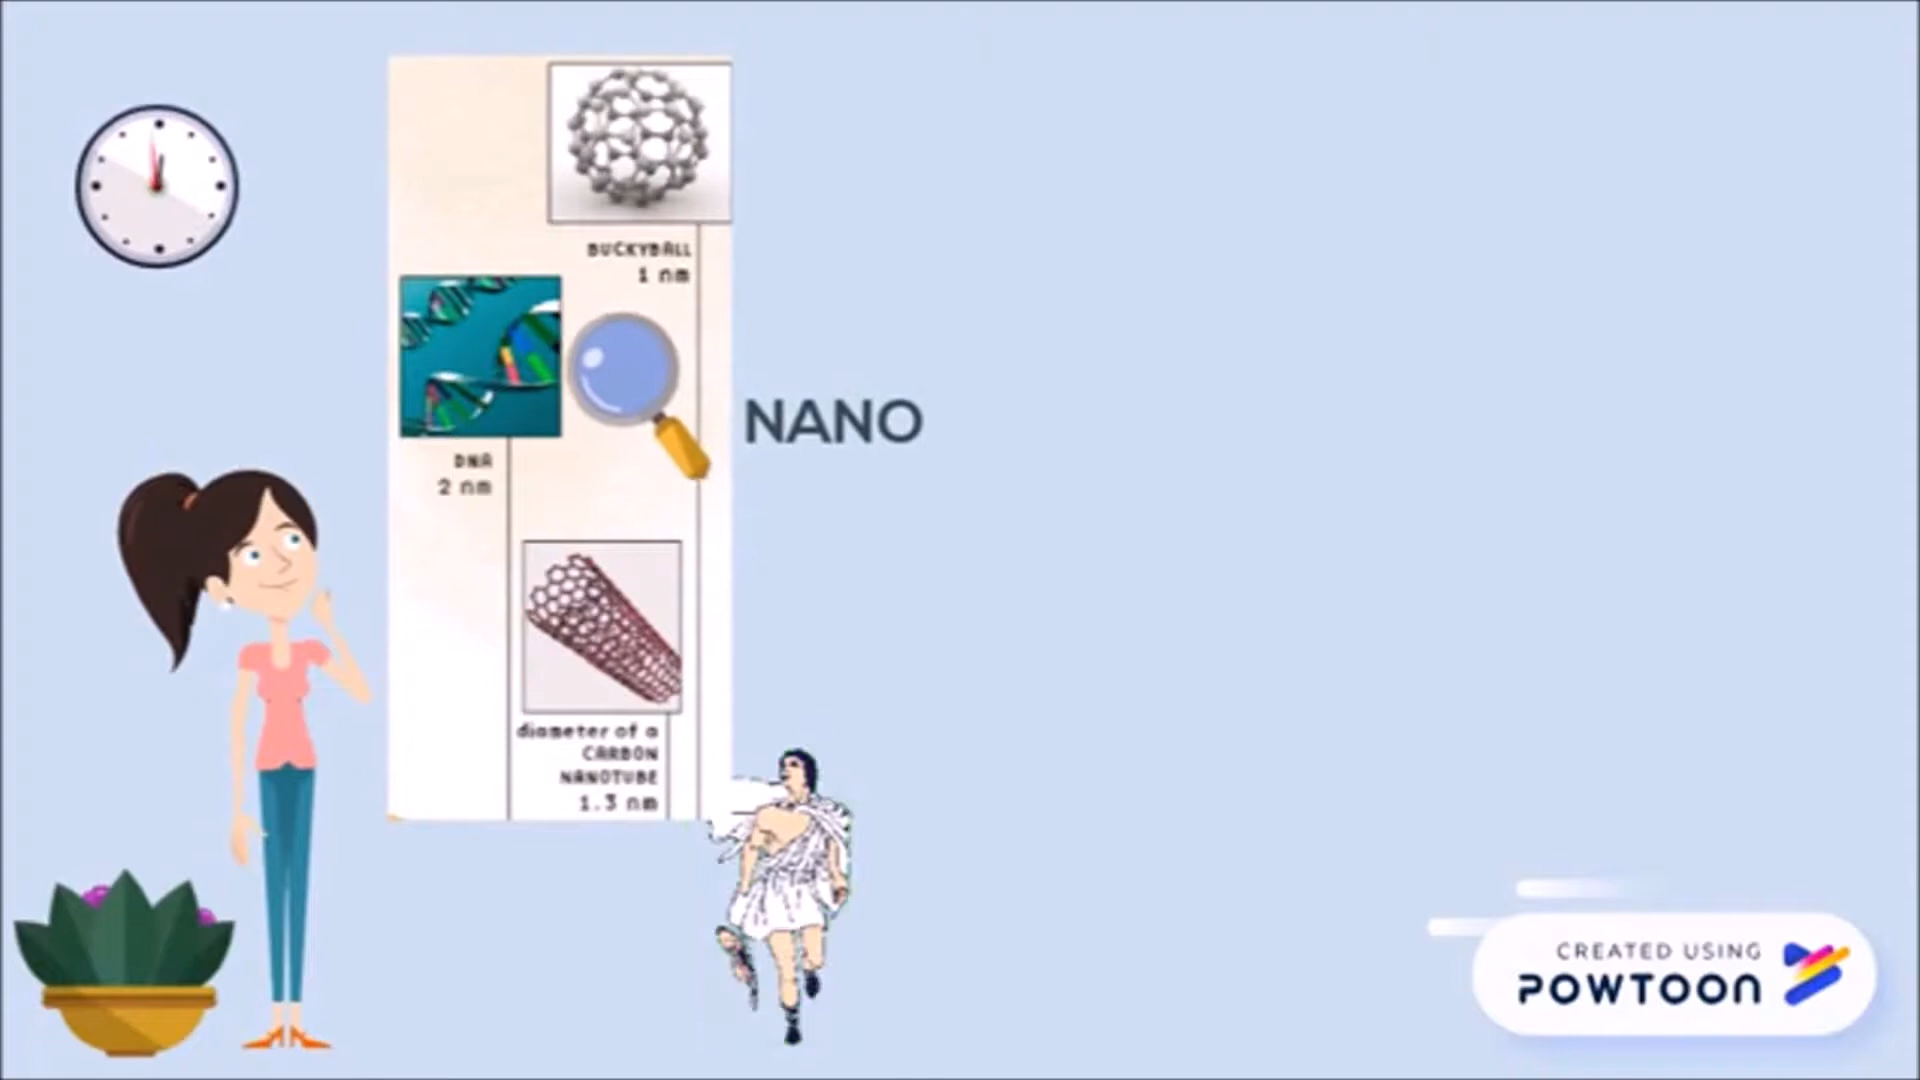 BUCKYBALL
1 nm
DNA
2 nm
NANO
diameter of a
CARBON
NANOTUBE
1.3 nm
CREATED USING
POWTOON